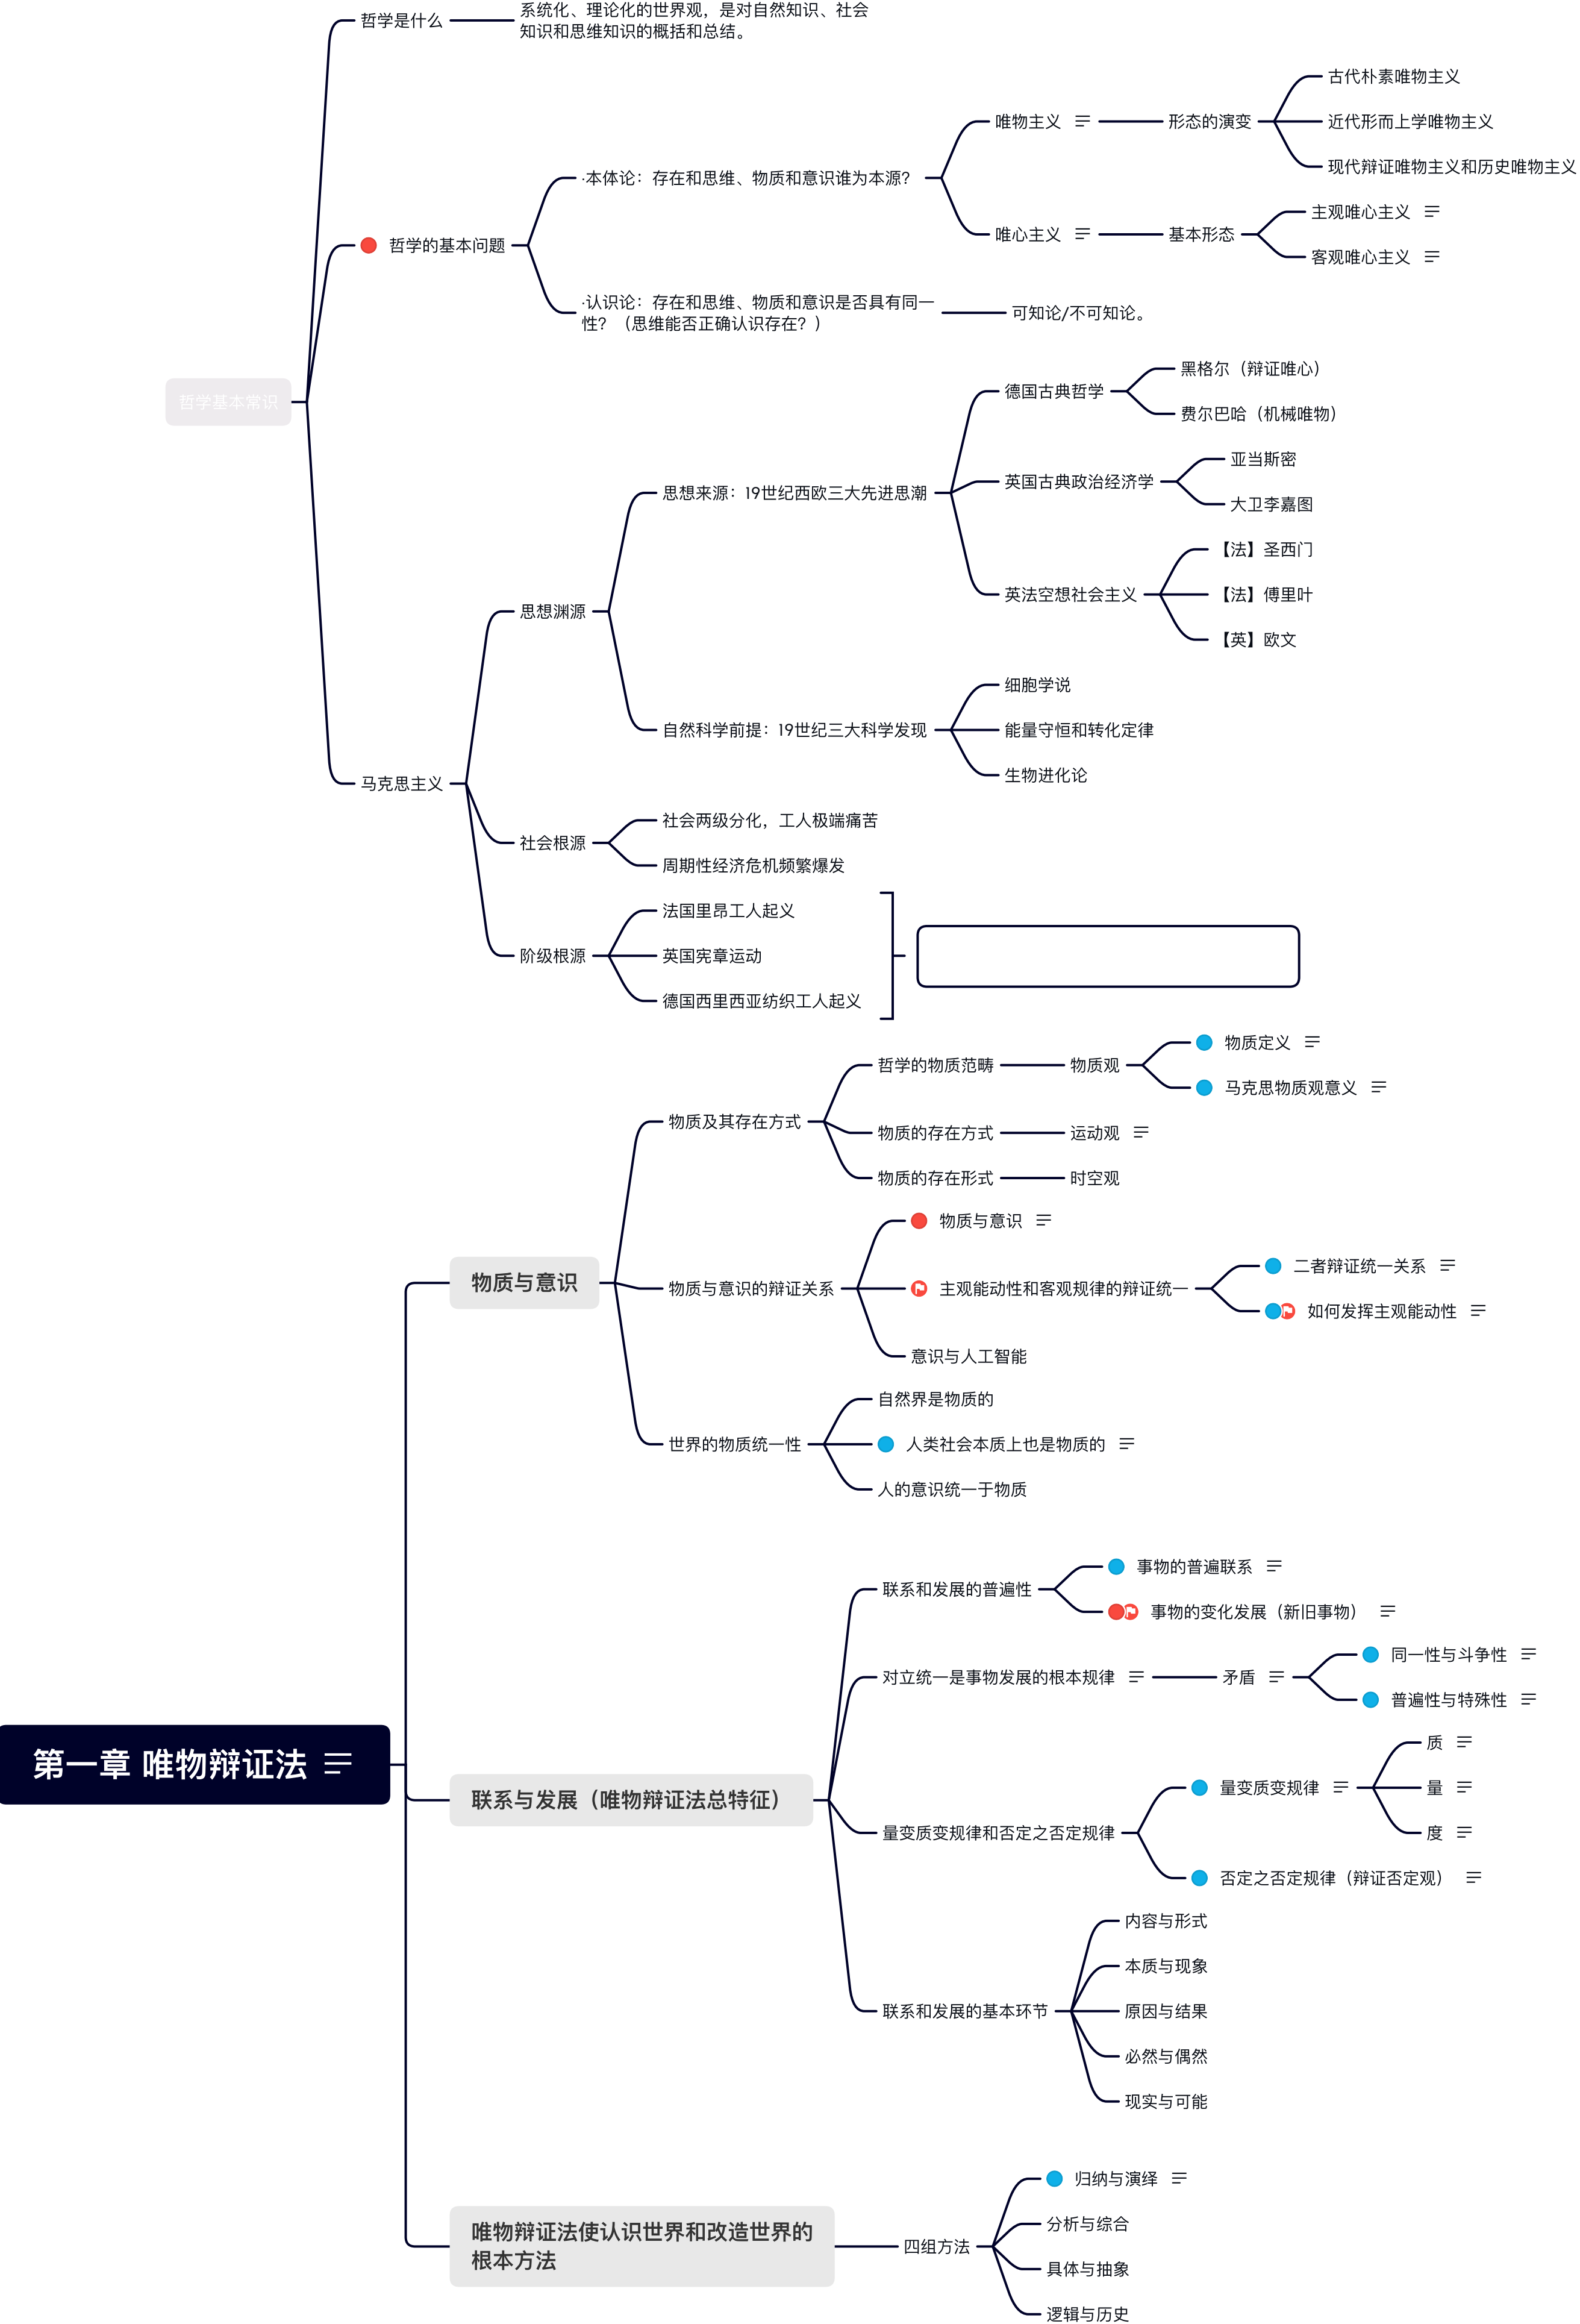 哲学基本常识
哲学是什么
系统化、理论化的世界观，是对自然知识、社会
知识和思维知识的概括和总结。
哲学的基本问题
·本体论：存在和思维、物质和意识谁为本源？
唯物主义
形态的演变
古代朴素唯物主义
近代形而上学唯物主义
现代辩证唯物主义和历史唯物主义
唯心主义
基本形态
主观唯心主义
客观唯心主义
·认识论：存在和思维、物质和意识是否具有同一
性？（思维能否正确认识存在？）
可知论/不可知论。
马克思主义
思想渊源
思想来源：19世纪西欧三大先进思潮
德国古典哲学
黑格尔（辩证唯心）
费尔巴哈（机械唯物）
英国古典政治经济学
亚当斯密
大卫李嘉图
英法空想社会主义
【法】圣西门
【法】傅里叶
【英】欧文
自然科学前提：19世纪三大科学发现
细胞学说
能量守恒和转化定律
生物进化论
社会根源
社会两级分化，工人极端痛苦
周期性经济危机频繁爆发
阶级根源
法国里昂工人起义
英国宪章运动
德国西里西亚纺织工人起义
第一章 唯物辩证法
物质与意识
物质及其存在方式
哲学的物质范畴
物质观
物质定义
马克思物质观意义
物质的存在方式
运动观
物质的存在形式
时空观
物质与意识的辩证关系
物质与意识
主观能动性和客观规律的辩证统一
二者辩证统一关系
如何发挥主观能动性
意识与人工智能
世界的物质统一性
自然界是物质的
人类社会本质上也是物质的
人的意识统一于物质
联系与发展（唯物辩证法总特征）
联系和发展的普遍性
事物的普遍联系
事物的变化发展（新旧事物）
对立统一是事物发展的根本规律
矛盾
同一性与斗争性
普遍性与特殊性
量变质变规律和否定之否定规律
量变质变规律
质
量
度
否定之否定规律（辩证否定观）
联系和发展的基本环节
内容与形式
本质与现象
原因与结果
必然与偶然
现实与可能
唯物辩证法使认识世界和改造世界的
根本方法
四组方法
归纳与演绎
分析与综合
具体与抽象
逻辑与历史